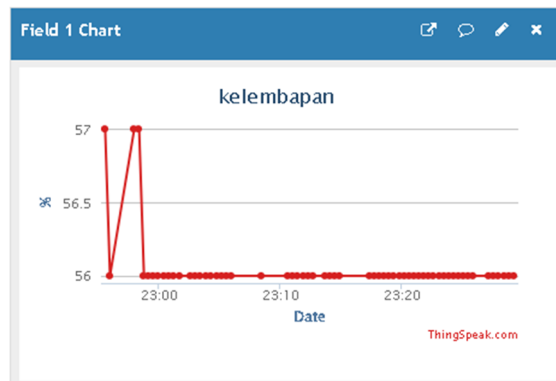 Field 1 Chart
kelembapan
57
56.5
56
%
23:00 23:10 23:20
Date
ThingSpeak.com